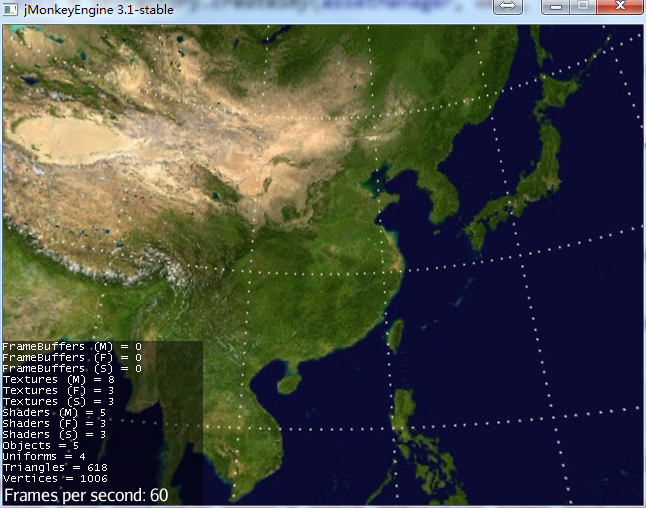 jMonkeyEngine 3.1-stable
FrameBuffers (M) = 0
FrameBuffers (F) = 0
FrameBuffers (S) = 0
Textures (M) = 8
Textures (F) = 3
Textures (S) = 3
Shaders (M) = 5
Shaders (F) = 3
Shaders (S) = 3
Objects = 5
Uniforms = 4
Triangles = 618
Vertices = 1006
Frames per second: 60